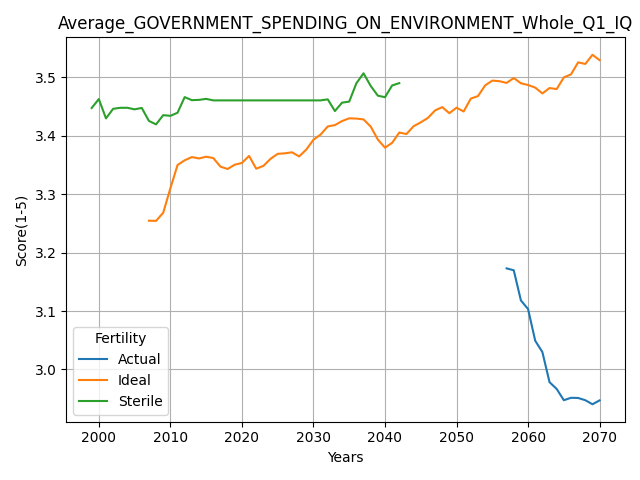 Average_GOVERNMENT_SPENDING_ON_ENVIRONMENT_Whole_Q1_IQ
3.5
3.4
3.3
3.2
3.1
3.0
Score(1-5)
Fertility
Actual
Ideal
Sterile
2000 2010 2020 2030 2040 2050 2060 2070
Years